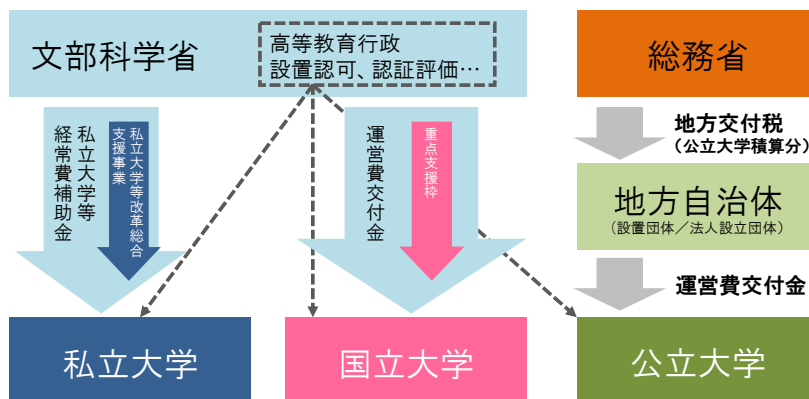 文部科学省
高等教育行政
設置認可、認証評価…
総務省
私立大学等
経常費補助金
私立大学等改革総合
支援事業
運営費交付金
重点支援枠
地方交付税
(公立大学積算分)
地方自治体
(設置団体/法人設立団体)
運営費交付金
私立大学
国立大学
公立大学